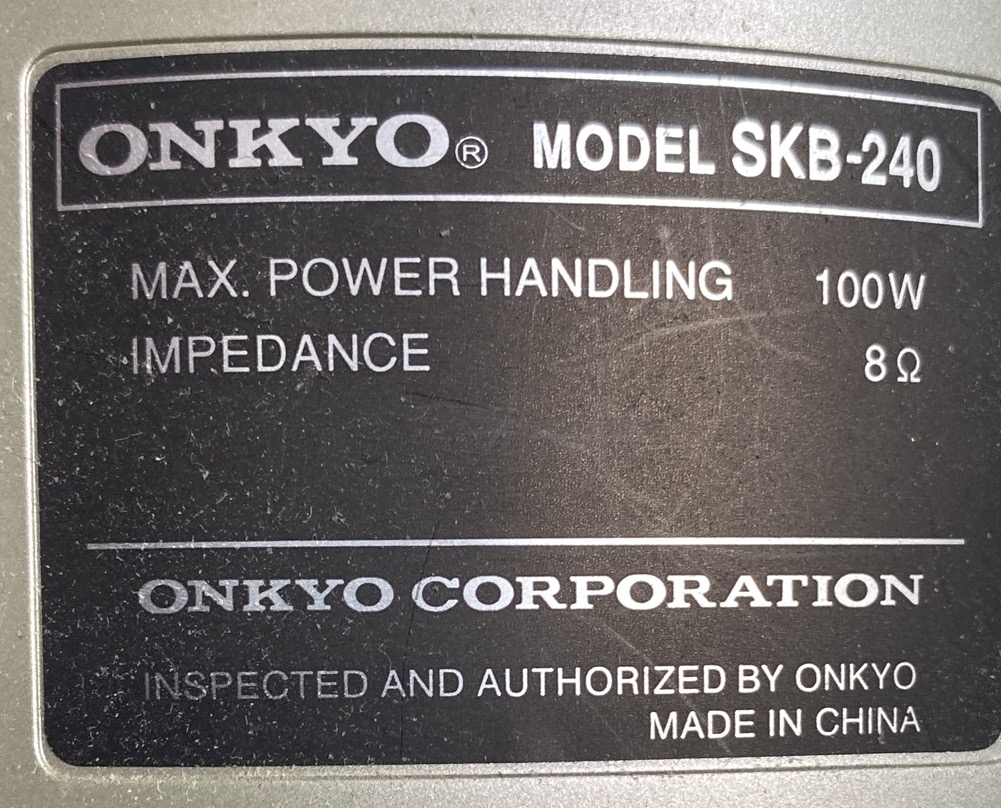 ONKYO® MODEL SKB-240
MAX. POWER HANDLING 100W
IMPEDANCE 8Ω
ONKYO CORPORATION
INSPECTED AND AUTHORIZED BY ONKYO
MADE IN CHINA